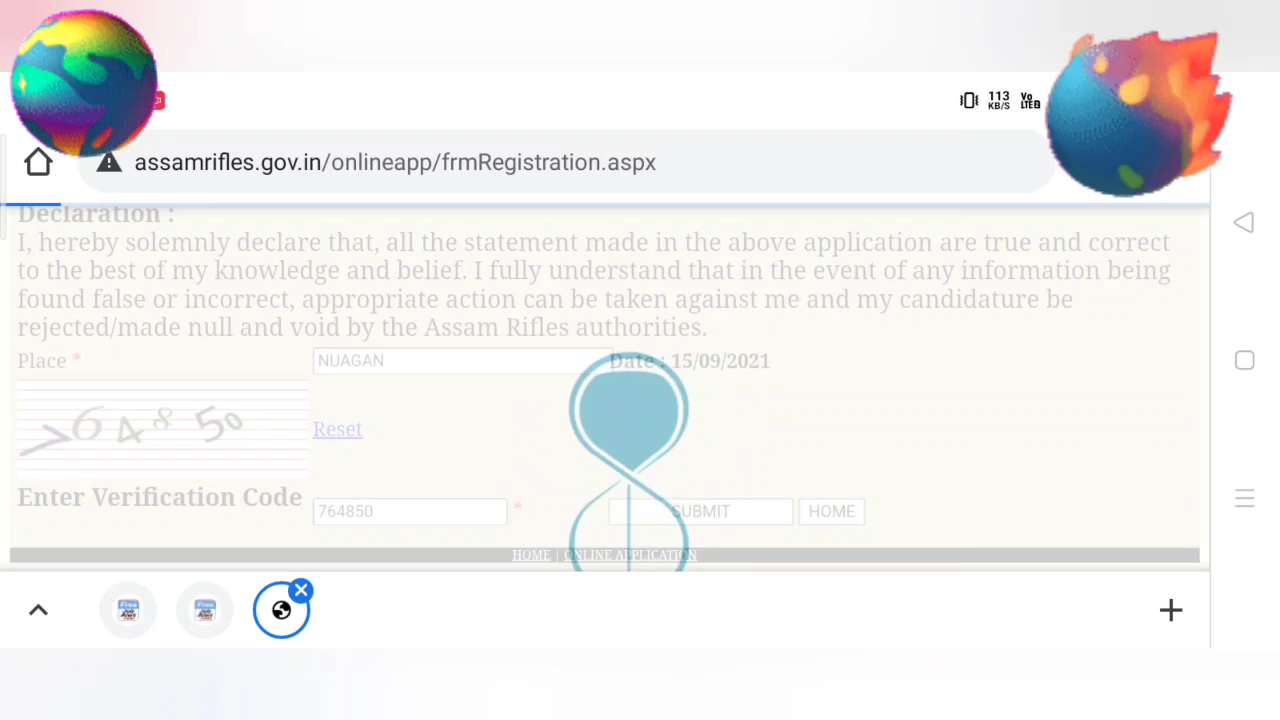 113
KB/S
Vo
LTE2
assamrifles.gov.in/onlineapp/frmRegistration.aspx
Declaration :
I, hereby solemnly declare that, all the statement made in the above application are true and correct
to the best of my knowledge and belief. I fully understand that in the event of any information being
found false or incorrect, appropriate action can be taken against me and my candidature be
rejected/made null and void by the Assam Rifles authorities.
Place * NUAGAN Date : 15/09/2021
764850 Reset
Enter Verification Code 764850 * SUBMIT HOME
HOME | ONLINE APPLICATION